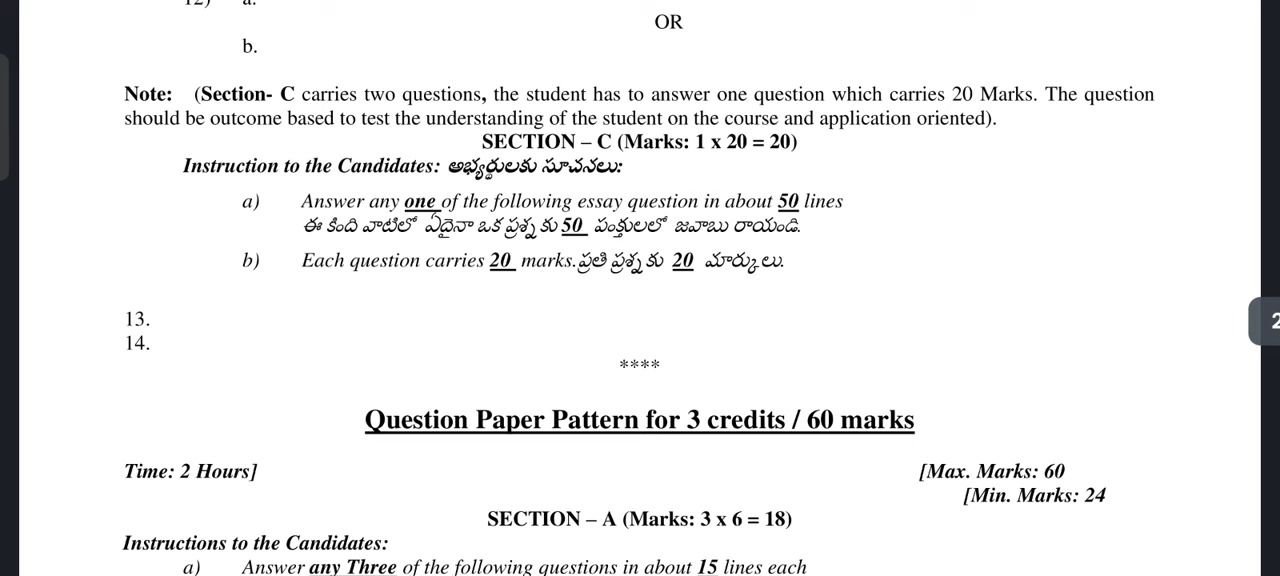 12) a.
OR
b.
Note: (Section- C carries two questions, the student has to answer one question which carries 20 Marks. The question
should be outcome based to test the understanding of the student on the course and application oriented).
SECTION – C (Marks: 1 x 20 = 20)
Instruction to the Candidates: అభ్యర్థులకు సూచనలు:
a) Answer any one of the following essay question in about 50 lines
ఈ కింది వాటిలో ఏదైనా ఒక ప్రశ్న కు 50 పంక్తులలో జవాబు రాయండి.
b) Each question carries 20 marks.ప్రతి ప్రశ్న కు 20 మార్కులు.
13.
14.
****
Question Paper Pattern for 3 credits / 60 marks
Time: 2 Hours] [Max. Marks: 60
[Min. Marks: 24
SECTION – A (Marks: 3 x 6 = 18)
Instructions to the Candidates:
a) Answer any Three of the following questions in about 15 lines each
2